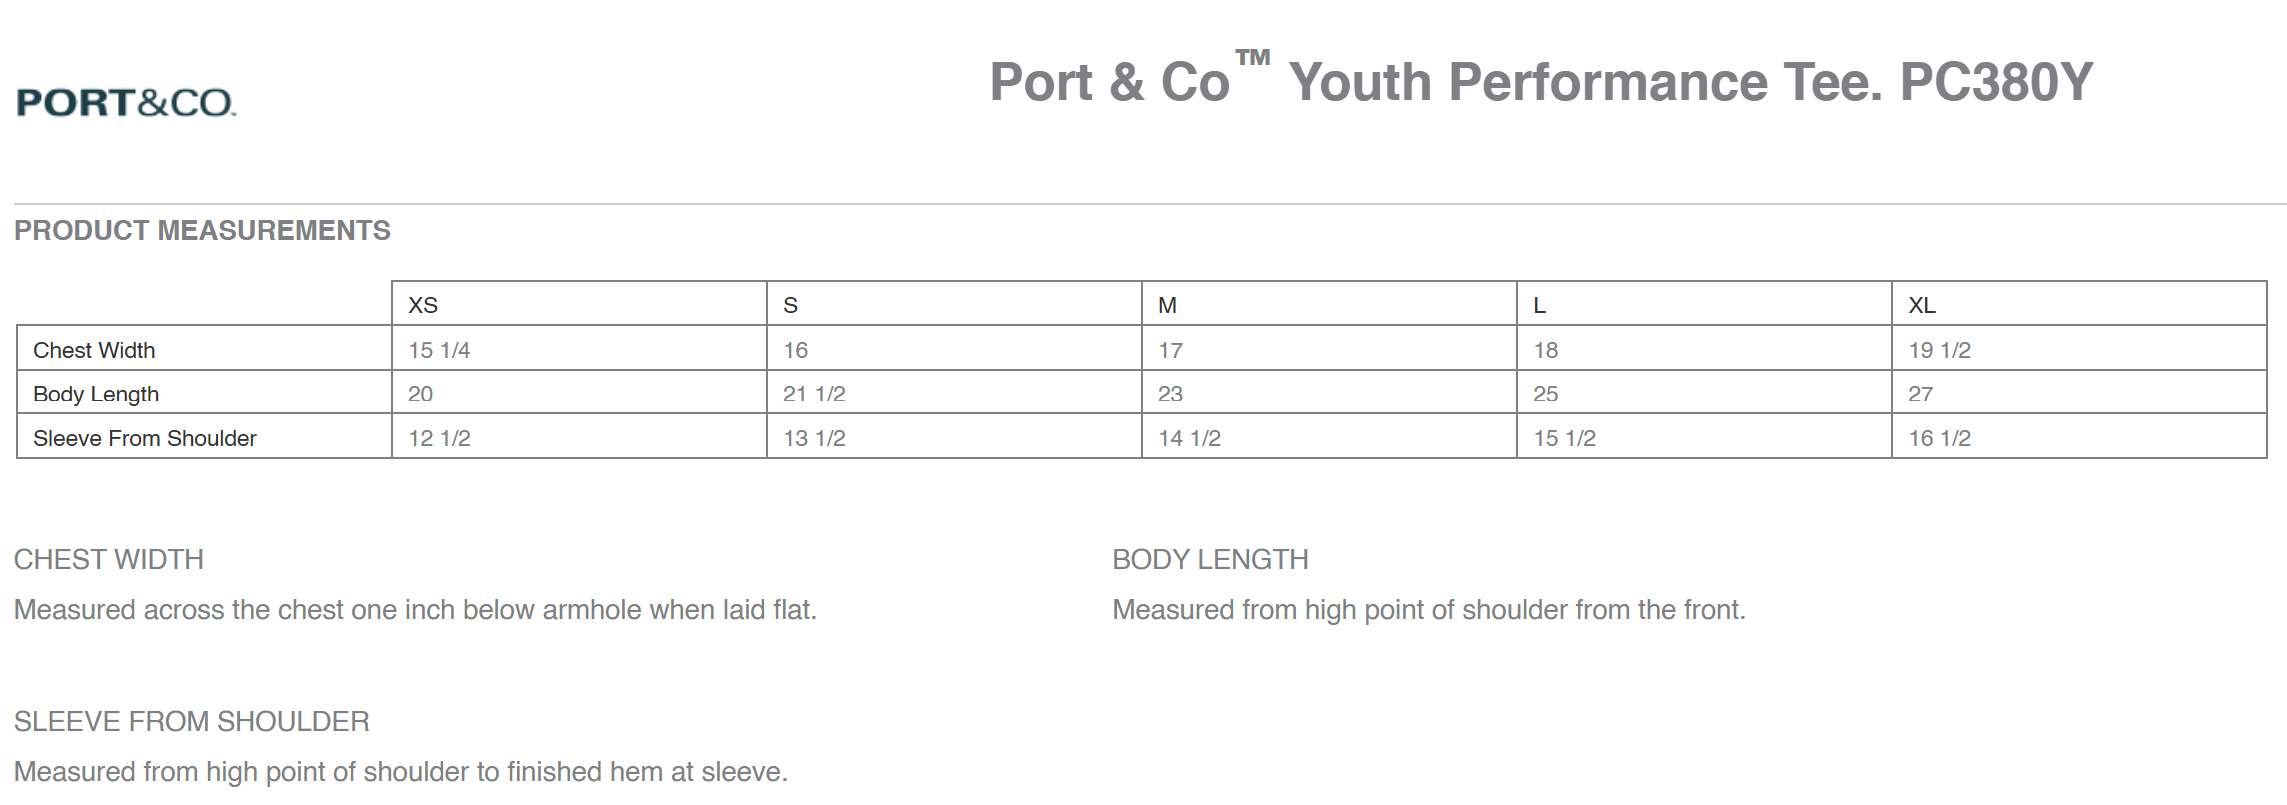 PORT&CO.
Port & Co™ Youth Performance Tee. PC380Y
PRODUCT MEASUREMENTS
XS S M L XL
Chest Width 15 1/4 16 17 18 19 1/2
Body Length 20 21 1/2 23 25 27
Sleeve From Shoulder 12 1/2 13 1/2 14 1/2 15 1/2 16 1/2
CHEST WIDTH
Measured across the chest one inch below armhole when laid flat.
BODY LENGTH
Measured from high point of shoulder from the front.
SLEEVE FROM SHOULDER
Measured from high point of shoulder to finished hem at sleeve.